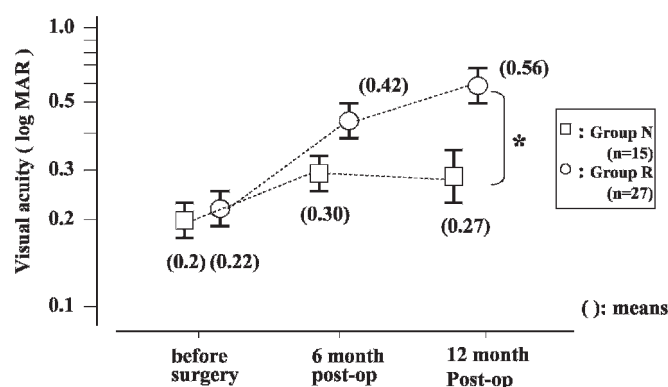 Visual acuity ( log MAR )
1.0
0.5
0.3
0.2
0.1
(0.2)
(0.22)
(0.42)
(0.30)
(0.56)
(0.27)
*
: Group N
(n=15)
: Group R
(n=27)
( ): means
before
surgery
6 month
post-op
12 month
Post-op